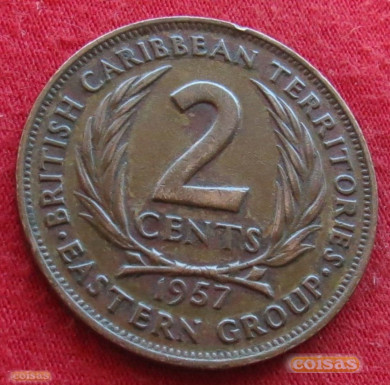 BRITISH CARIBBEAN TERRITORIES
2
CENTS
1957
· EASTERN GROUP ·
coisas
coisas